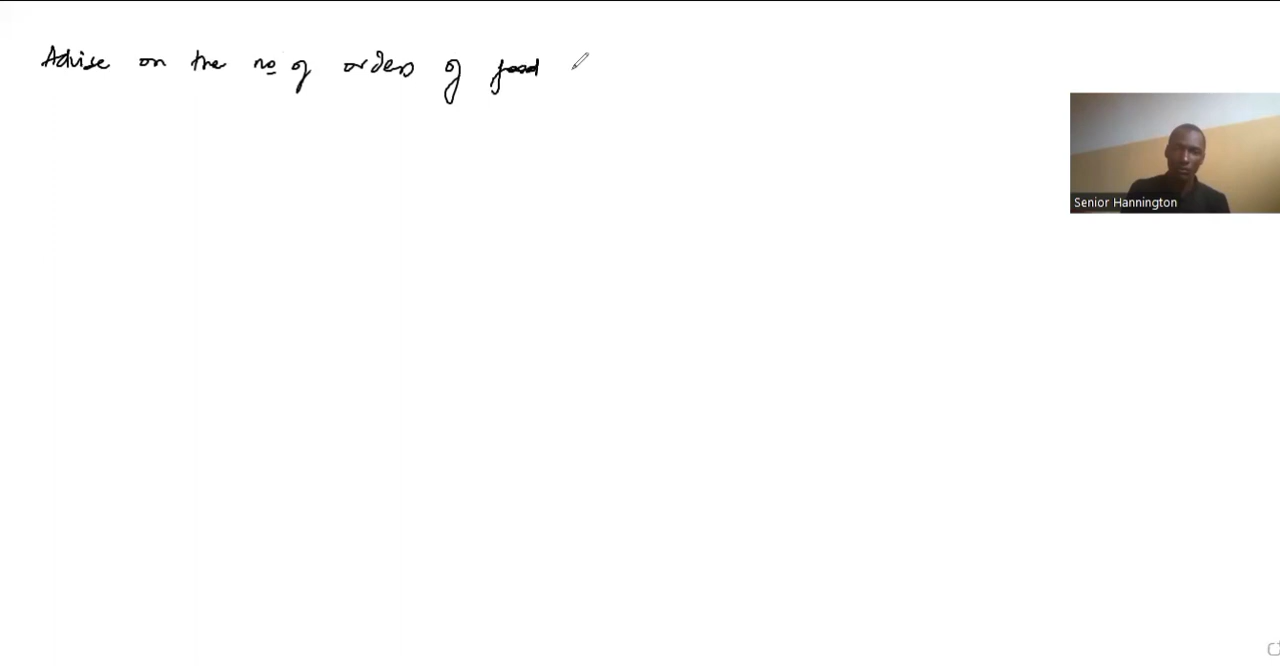 Advise on the no of orders of food
Senior Hannington